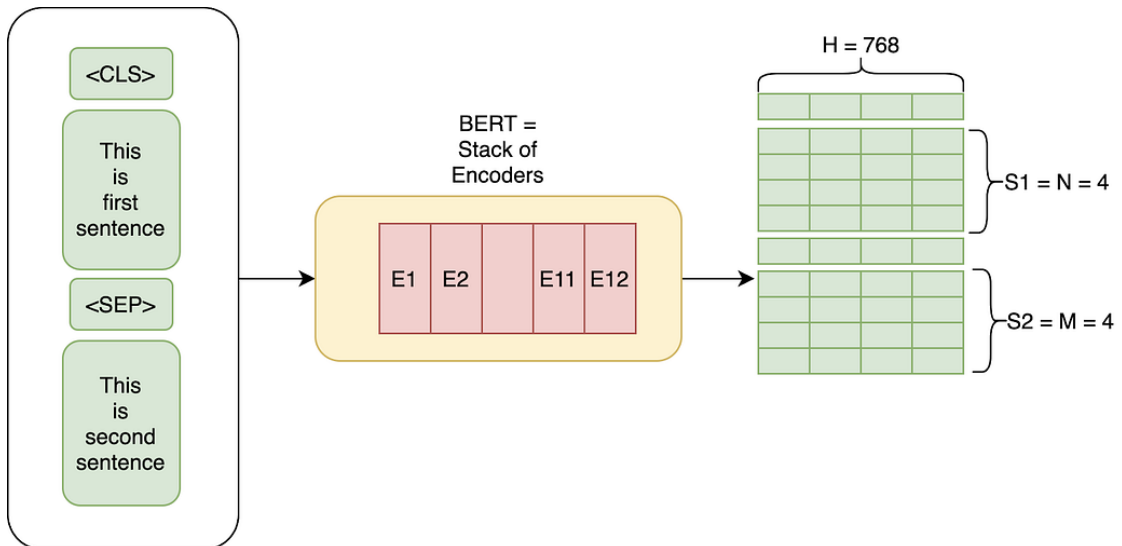 <CLS>
This
is
first
sentence
<SEP>
This
is
second
sentence
BERT =
Stack of
Encoders
E1
E2
E11
E12
H = 768
S1 = N = 4
S2 = M = 4